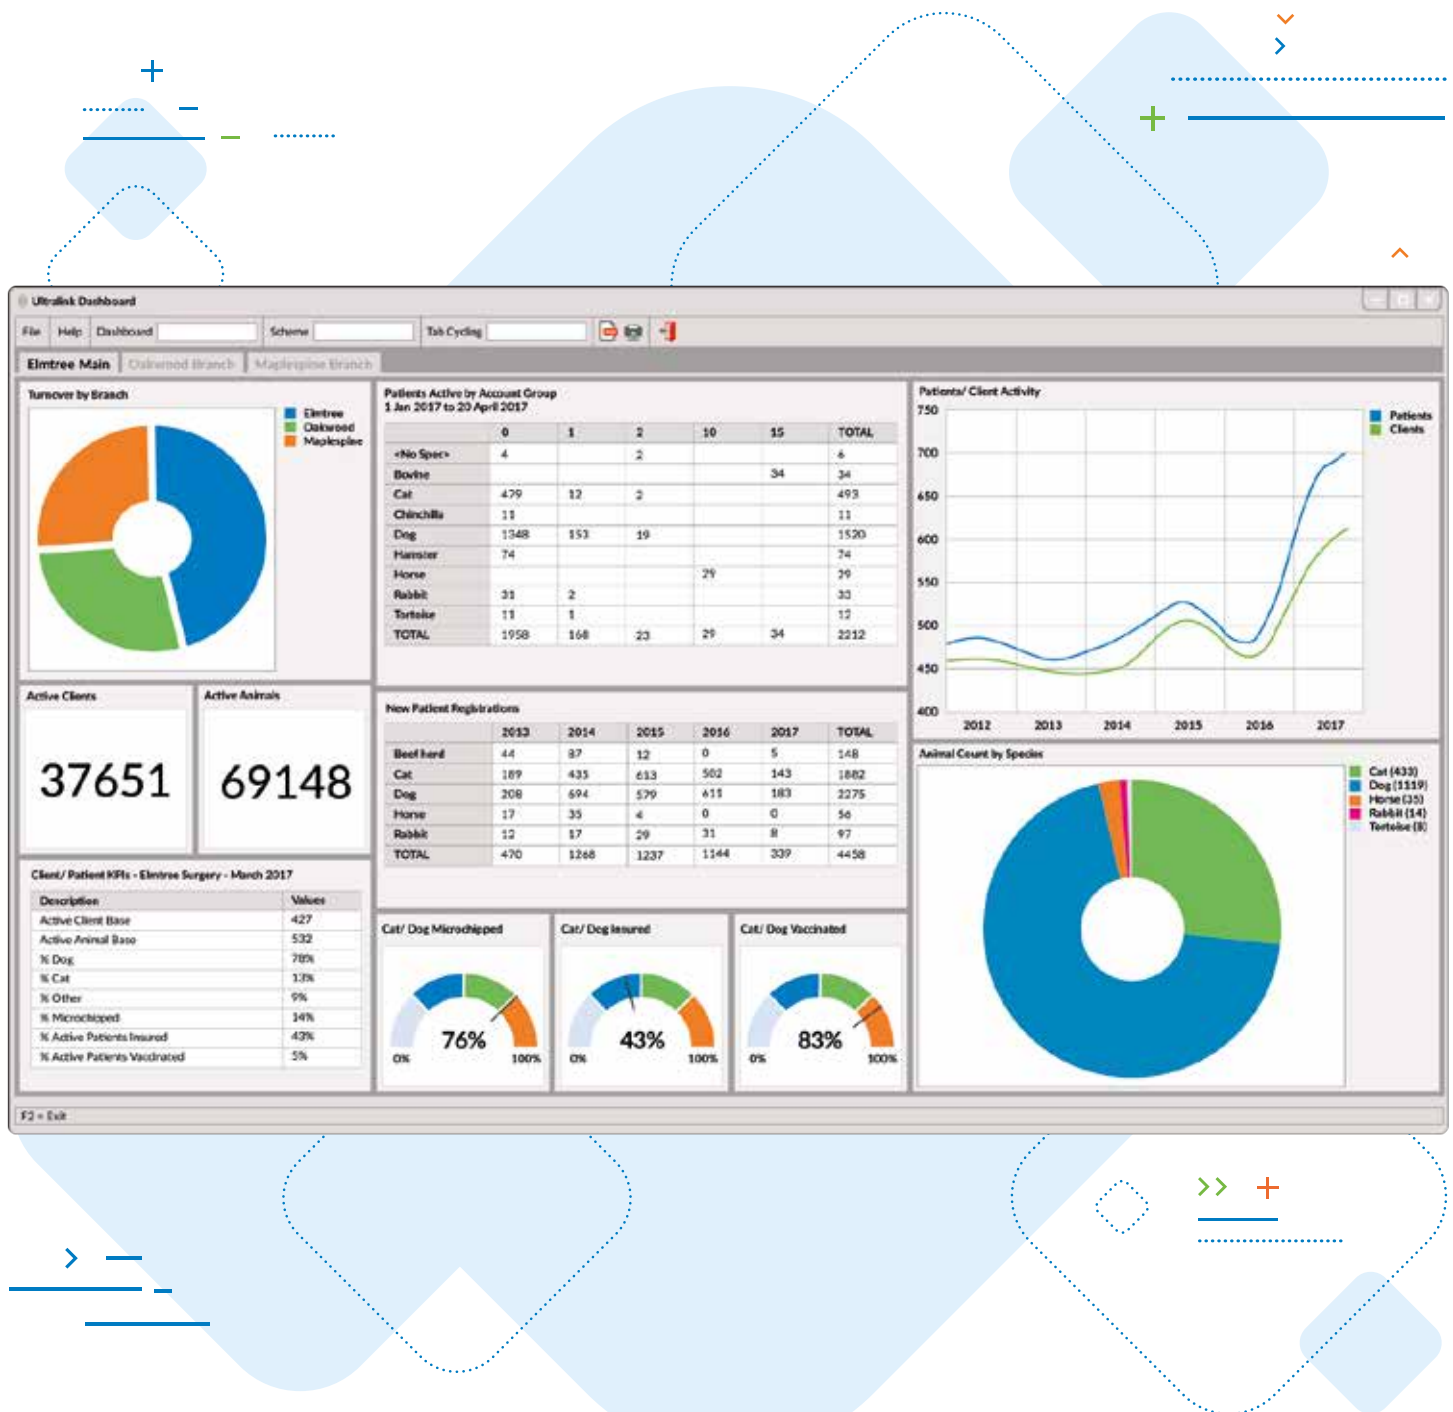 Ultralink Dashboard
File Help Dashboard Scheme Tab Cycling
Elmtree Main Oakwood Branch Maplespine Branch
Turnover by Branch
Elmtree
Oakwood
Maplespine
Active Clients
37651
Active Animals
69148
Client/ Patient KPIs - Elmtree Surgery - March 2017
Description Values
Active Client Base 427
Active Animal Base 532
% Dog 78%
% Cat 13%
% Other 9%
% Microchipped 14%
% Active Patients Insured 43%
% Active Patients Vaccinated 5%
Patients Active by Account Group
1 Jan 2017 to 20 April 2017
0 1 2 10 15 TOTAL
<No Spec> 4 2 6
Bovine 34 34
Cat 479 12 2 493
Chinchilla 11 11
Dog 1348 153 19 1520
Hamster 74 74
Horse 29 29
Rabbit 31 2 33
Tortoise 11 1 12
TOTAL 1958 168 23 29 34 2212
New Patient Registrations
2013 2014 2015 2016 2017 TOTAL
Beef herd 44 87 12 0 5 148
Cat 189 435 613 502 143 1882
Dog 208 694 579 611 183 2275
Horse 17 35 4 0 0 56
Rabbit 12 17 29 31 8 97
TOTAL 470 1268 1237 1144 339 4458
Cat/ Dog Microchipped
76%
0% 100%
Cat/ Dog Insured
43%
0% 100%
Cat/ Dog Vaccinated
83%
0% 100%
Patients/ Client Activity
750
700
650
600
550
500
450
400
2012 2013 2014 2015 2016 2017
Patients
Clients
Animal Count by Species
Cat (433)
Dog (1119)
Horse (35)
Rabbit (14)
Tortoise (8)
F2 = Exit